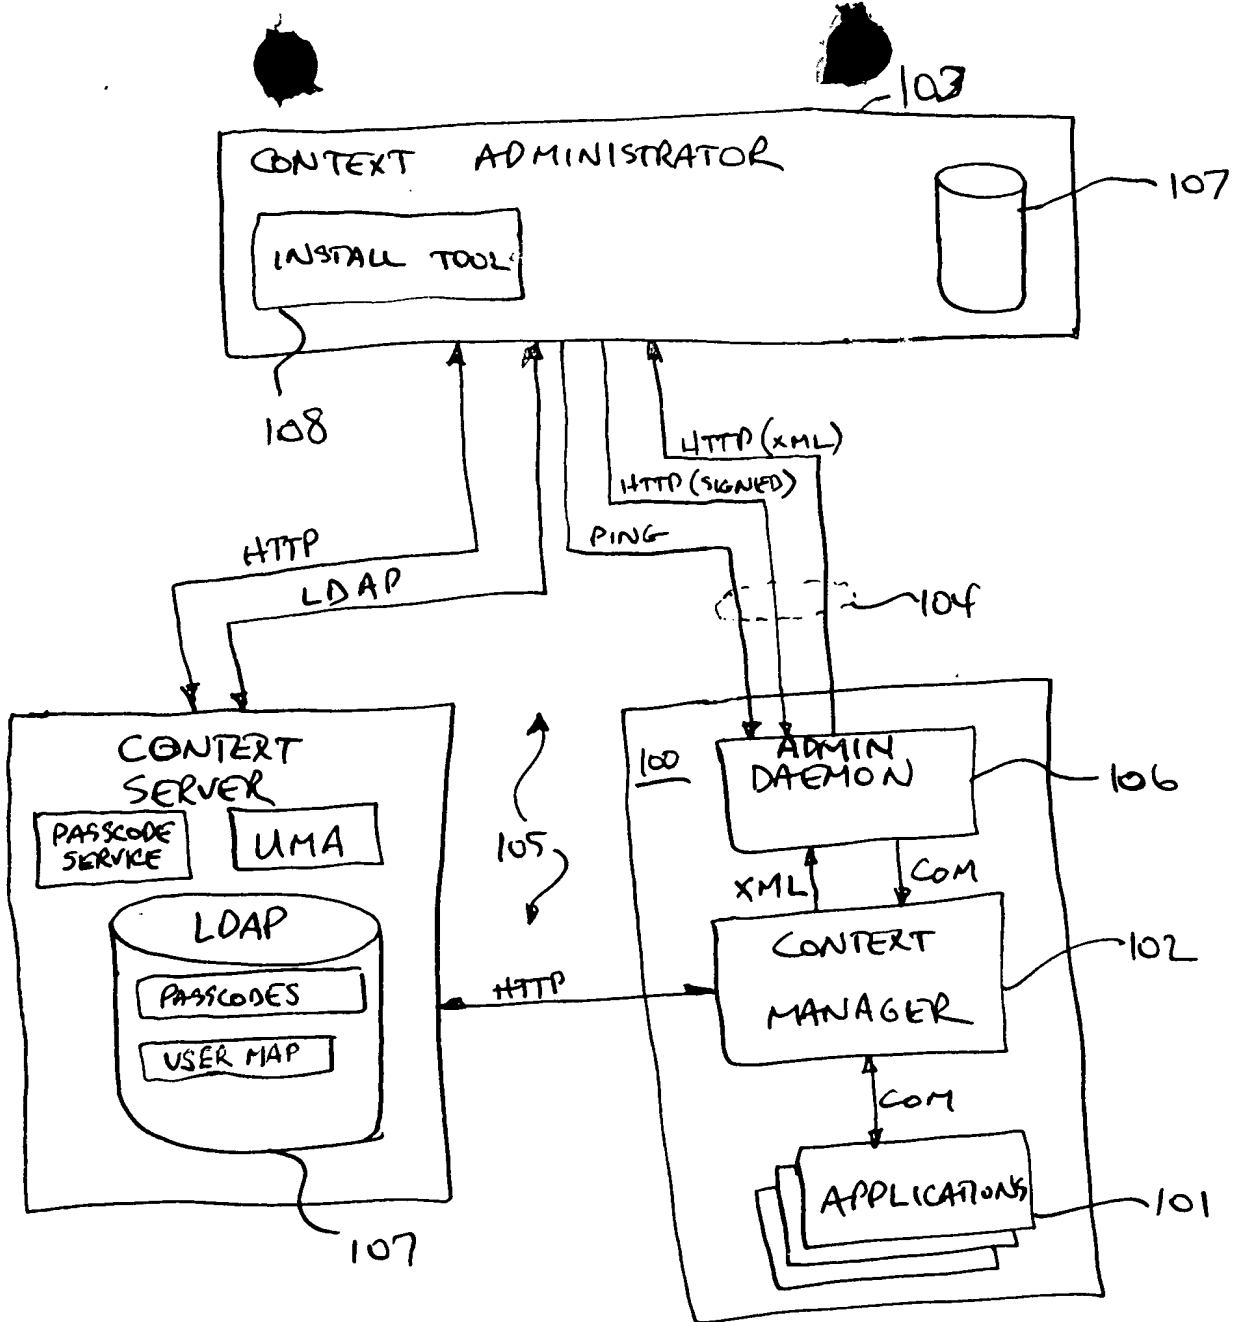 103
CONTEXT ADMINISTRATOR
107
INSTALL TOOL
108
HTTP (XML)
HTTP (SIGNED)
PING
HTTP
LDAP
104
CONTEXT
SERVER
PASSCODE
SERVICE
UMA
LDAP
PASSCODES
USER MAP
107
105
HTTP
100
ADMIN
DAEMON
106
XML
COM
CONTEXT
MANAGER
102
COM
APPLICATIONS
101